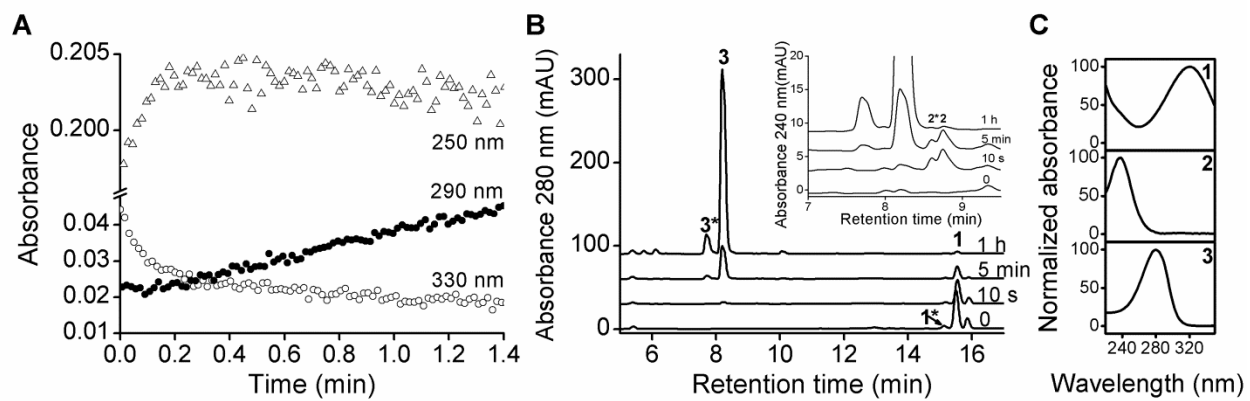 A
Absorbance
0.205
0.200
0.04
0.03
0.02
0.01
250 nm
290 nm
330 nm
0.0 0.2 0.4 0.6 0.8 1.0 1.2 1.4
Time (min)
B
Absorbance 280 nm (mAU)
300
200
100
0
3
3*
1
1*
1 h
5 min
10 s
0
6 8 10 12 14 16
Retention time (min)
Absorbance 240 nm(mAU)
20
15
10
5
0
2*2
1 h
5 min
10 s
0
7 8 9
Retention time (min)
C
Normalized absorbance
100
50
0
1
100
50
0
2
100
50
0
3
240 280 320
Wavelength (nm)